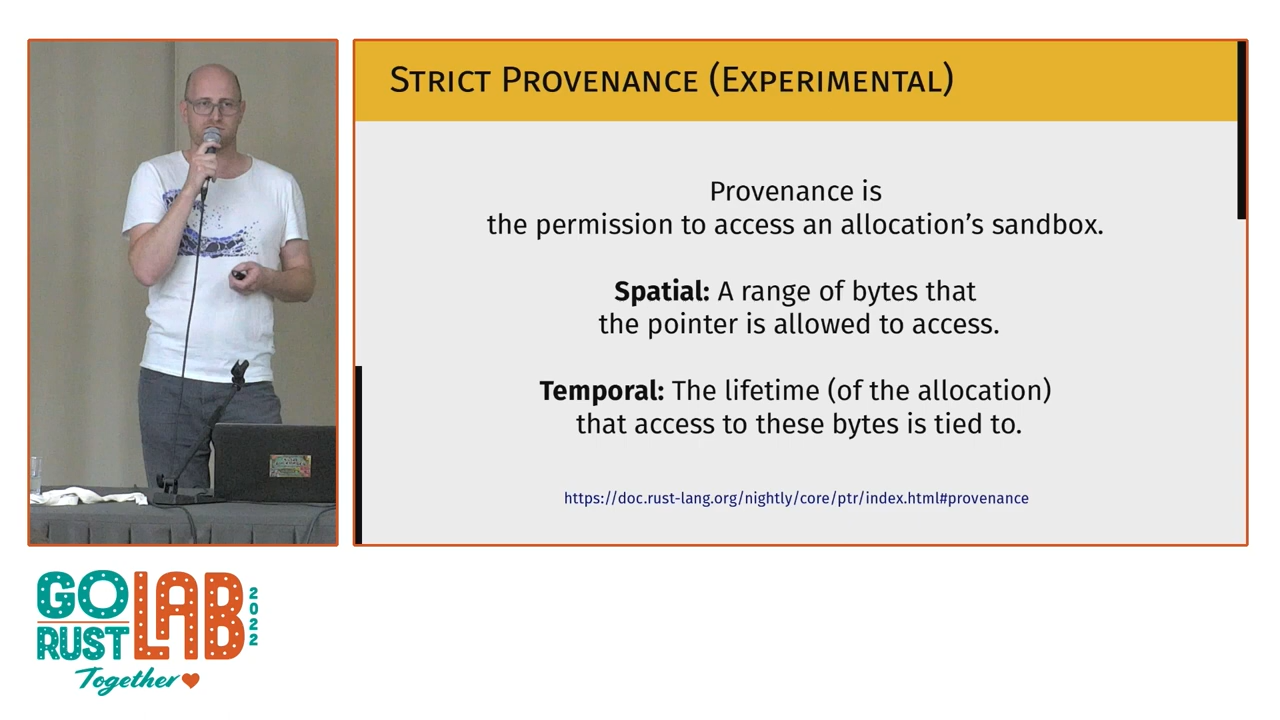 STRICT PROVENANCE (EXPERIMENTAL)
Provenance is
the permission to access an allocation’s sandbox.
Spatial: A range of bytes that
the pointer is allowed to access.
Temporal: The lifetime (of the allocation)
that access to these bytes is tied to.
https://doc.rust-lang.org/nightly/core/ptr/index.html#provenance
GO LAB 2022
RUST
Together